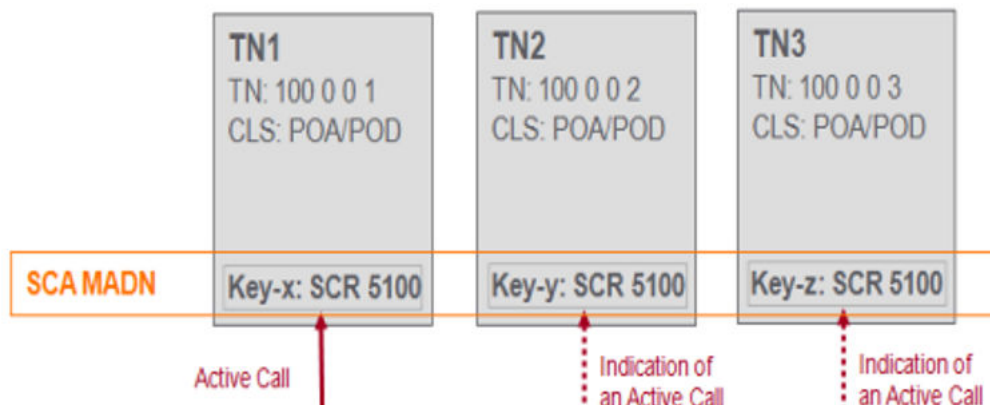 TN1
TN: 100 0 0 1
CLS: POA/POD
TN2
TN: 100 0 0 2
CLS: POA/POD
TN3
TN: 100 0 0 3
CLS: POA/POD
SCA MADN
Key-x: SCR 5100
Key-y: SCR 5100
Key-z: SCR 5100
Active Call
Indication of
an Active Call
Indication of
an Active Call